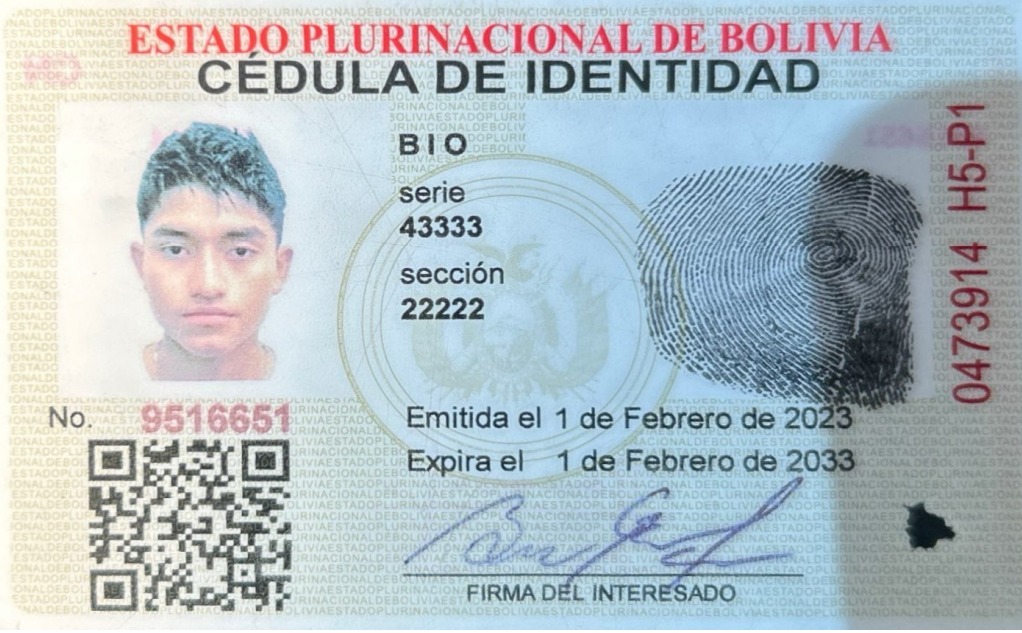 ESTADO PLURINACIONAL DE BOLIVIA
CÉDULA DE IDENTIDAD
BIO
serie
43333
sección
22222
0473914 H5-P1
No. 9516651
Emitida el 1 de Febrero de 2023
Expira el 1 de Febrero de 2033
FIRMA DEL INTERESADO